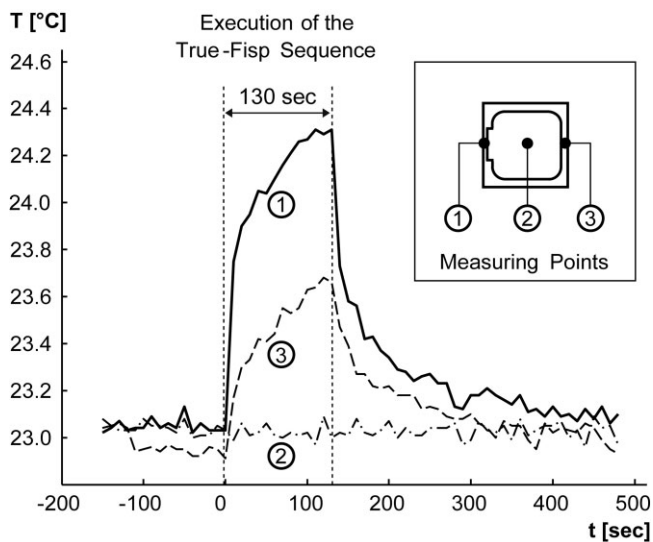 T [°C]
Execution of the
True-Fisp Sequence
130 sec
24.6
24.4
24.2
24.0
23.8
23.6
23.4
23.2
23.0
①
③
②
① ② ③
Measuring Points
-200 -100 0 100 200 300 400 500
t [sec]